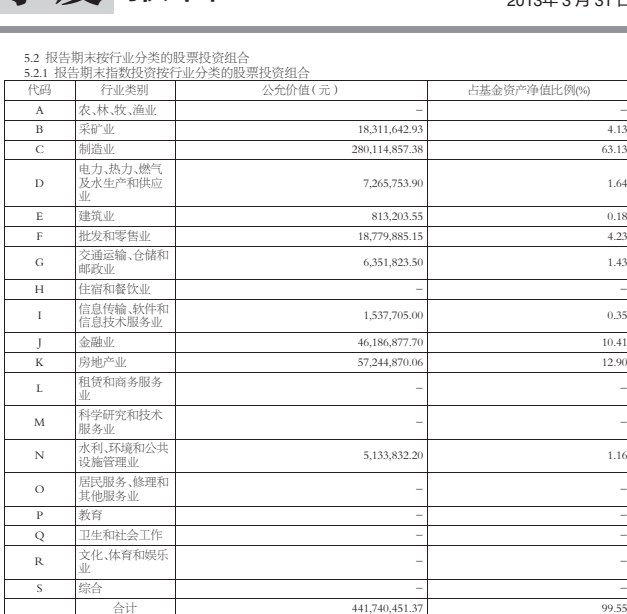 2013年3月31日
5.2 报告期末按行业分类的股票投资组合
5.2.1 报告期末指数投资按行业分类的股票投资组合
代码 行业类别 公允价值(元) 占基金资产净值比例(%)
A 农、林、牧、渔业 – –
B 采矿业 18,311,642.93 4.13
C 制造业 280,114,857.38 63.13
D 电力、热力、燃气
及水生产和供应
业 7,265,753.90 1.64
E 建筑业 813,203.55 0.18
F 批发和零售业 18,779,885.15 4.23
G 交通运输、仓储和
邮政业 6,351,823.50 1.43
H 住宿和餐饮业 – –
I 信息传输、软件和
信息技术服务业 1,537,705.00 0.35
J 金融业 46,186,877.70 10.41
K 房地产业 57,244,870.06 12.90
L 租赁和商务服务
业 – –
M 科学研究和技术
服务业 – –
N 水利、环境和公共
设施管理业 5,133,832.20 1.16
O 居民服务、修理和
其他服务业 – –
P 教育 – –
Q 卫生和社会工作 – –
R 文化、体育和娱乐
业 – –
S 综合 – –
合计 441,740,451.37 99.55